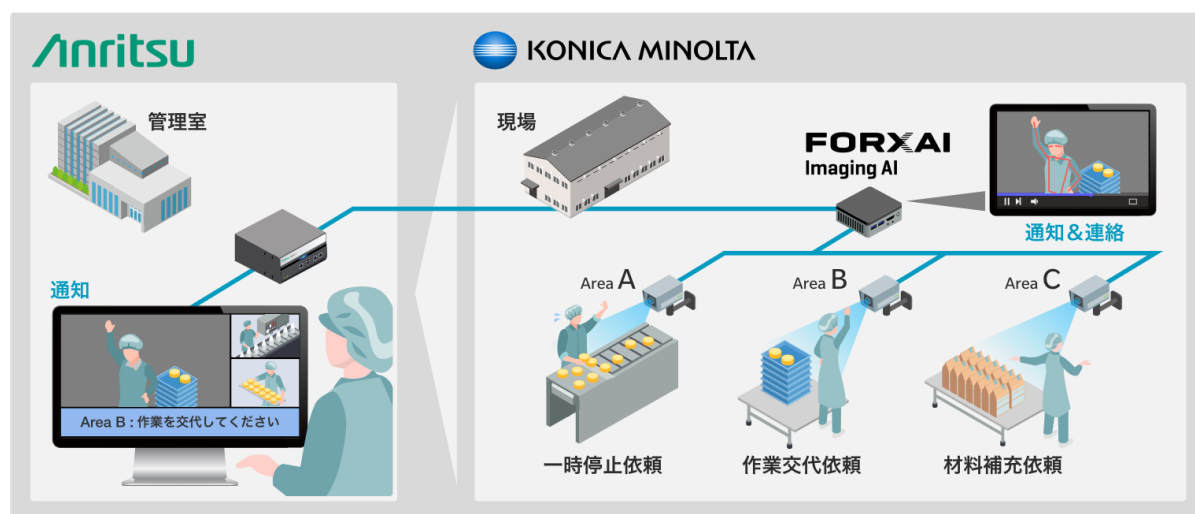 Anritsu
KONICA MINOLTA
管理室
通知
Area B : 作業を交代してください
現場
FORXAI
Imaging AI
通知＆連絡
Area A
Area B
Area C
一時停止依頼
作業交代依頼
材料補充依頼